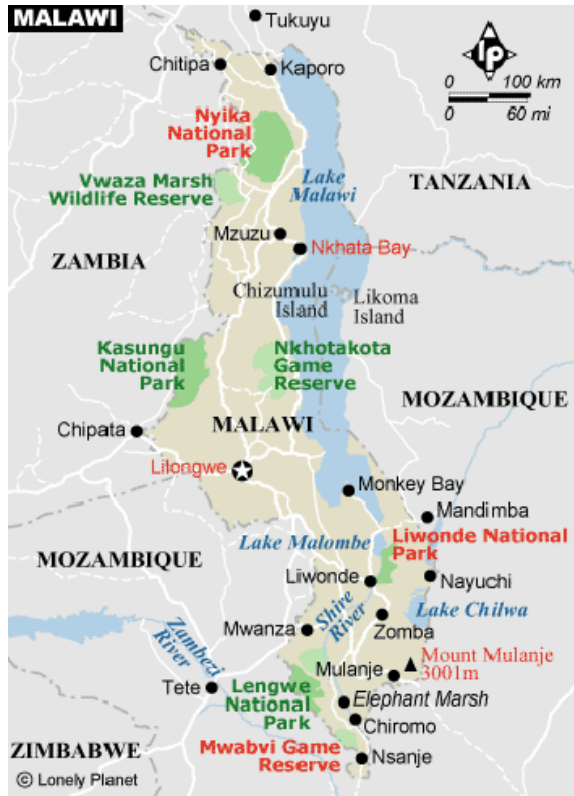 MALAWI
Tukuyu
lp
Chitipa
Kaporo
0 100 km
0 60 mi
Nyika
National
Park
Lake
Malawi
TANZANIA
Vwaza Marsh
Wildlife Reserve
Mzuzu
Nkhata Bay
ZAMBIA
Chizumulu
Island
Likoma
Island
Kasungu
National
Park
Nkhotakota
Game
Reserve
MOZAMBIQUE
Chipata
MALAWI
Lilongwe
Monkey Bay
Mandimba
Lake Malombe
Liwonde National
Park
MOZAMBIQUE
Liwonde
Nayuchi
Shire
River
Lake Chilwa
Zambezi
River
Mwanza
Zomba
Mulanje
Mount Mulanje
3001m
Tete
Lengwe
National
Park
Elephant Marsh
Chiromo
ZIMBABWE
Mwabvi Game
Reserve
Nsanje
© Lonely Planet